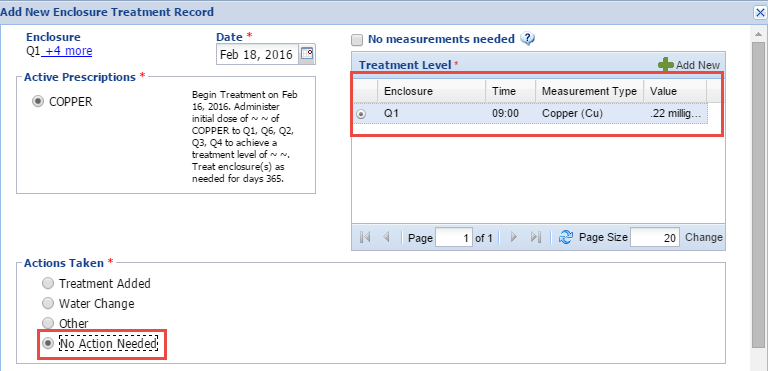 Add New Enclosure Treatment Record
Enclosure
Q1 +4 more
Date *
Feb 18, 2016
No measurements needed
Active Prescriptions *
COPPER
Begin Treatment on Feb
16, 2016. Administer
initial dose of ~ ~ of
COPPER to Q1, Q6, Q2,
Q3, Q4 to achieve a
treatment level of ~ ~.
Treat enclosure(s) as
needed for days 365.
Treatment Level * Add New
Enclosure Time Measurement Type Value
Q1 09:00 Copper (Cu) .22 millig...
Page 1 of 1 Page Size 20 Change
Actions Taken *
Treatment Added
Water Change
Other
No Action Needed